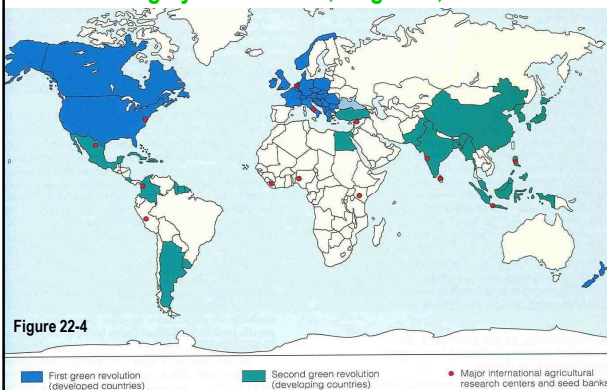 Figure 22-4
First green revolution
(developed countries)
Second green revolution
(developing countries)
Major international agricultural
research centers and seed banks